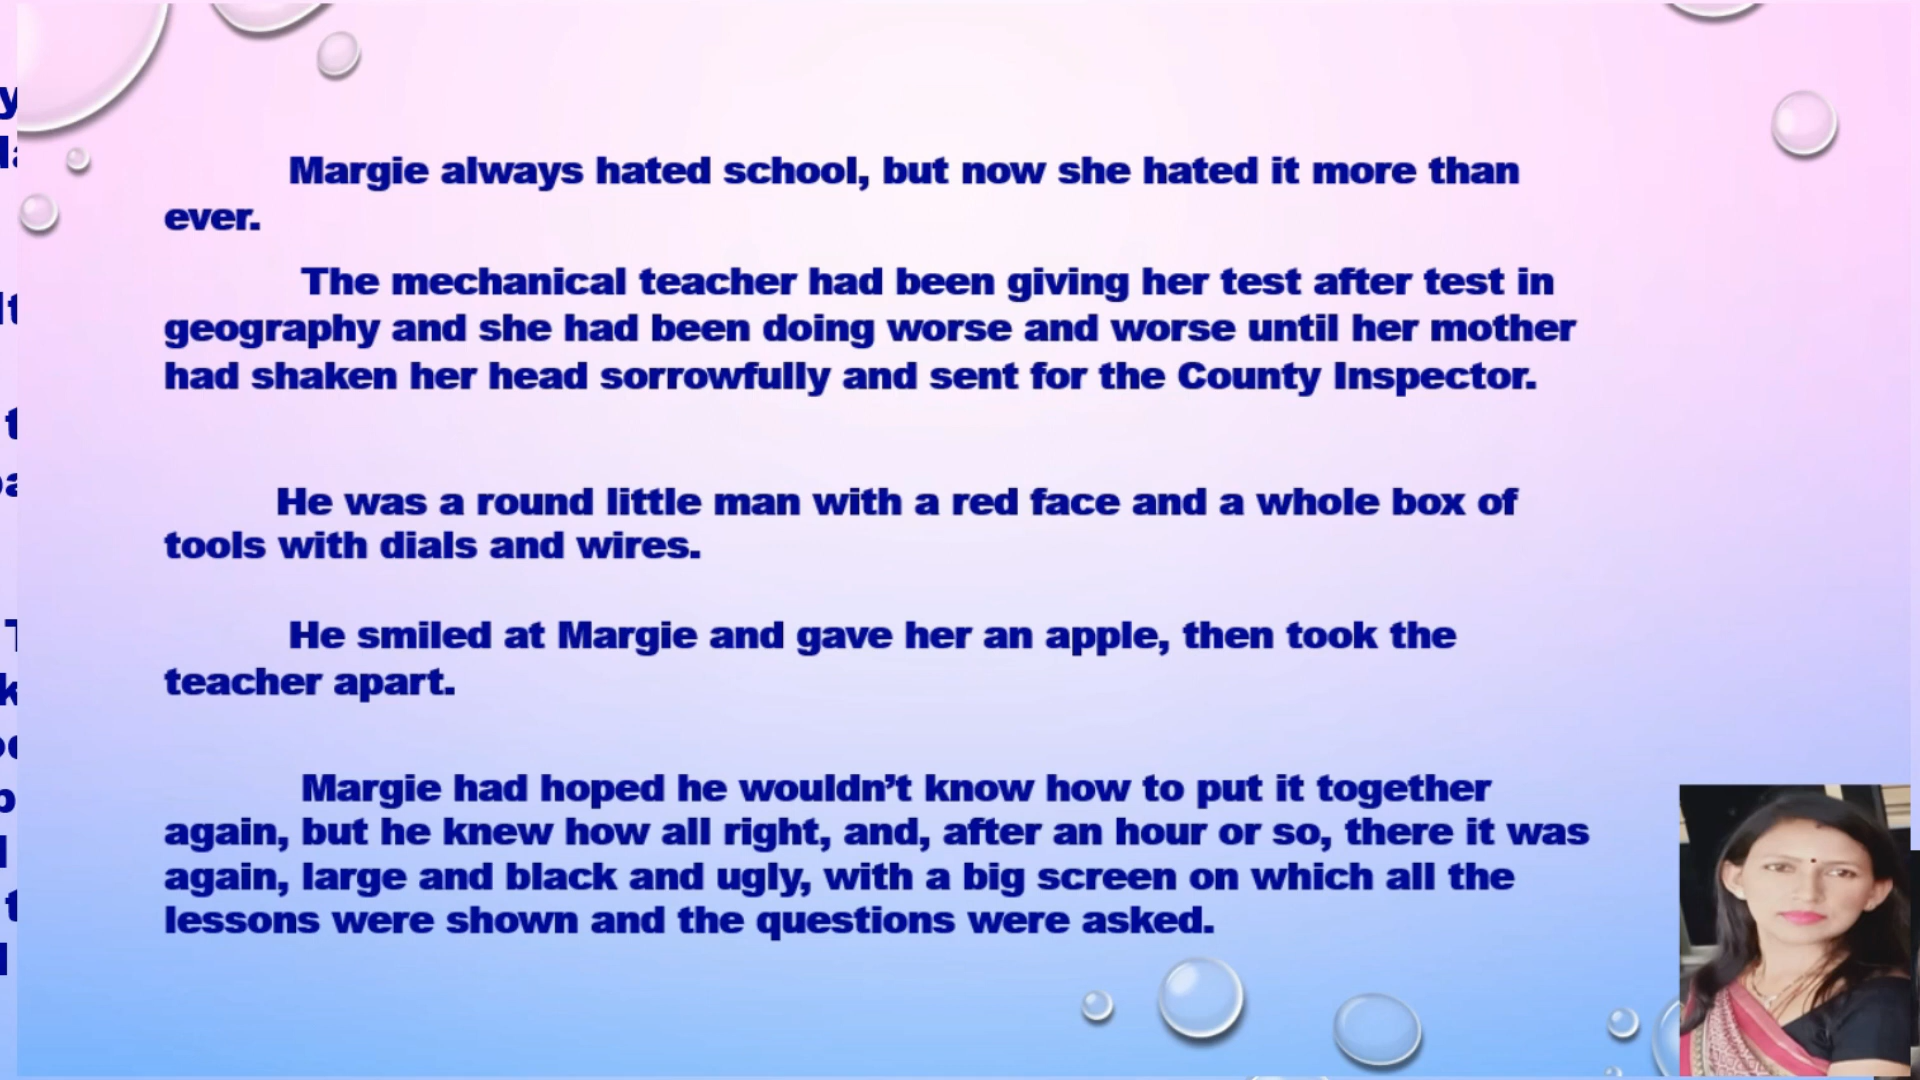 Margie always hated school, but now she hated it more than
ever.
The mechanical teacher had been giving her test after test in
geography and she had been doing worse and worse until her mother
had shaken her head sorrowfully and sent for the County Inspector.
He was a round little man with a red face and a whole box of
tools with dials and wires.
He smiled at Margie and gave her an apple, then took the
teacher apart.
Margie had hoped he wouldn't know how to put it together
again, but he knew how all right, and, after an hour or so, there it was
again, large and black and ugly, with a big screen on which all the
lessons were shown and the questions were asked.